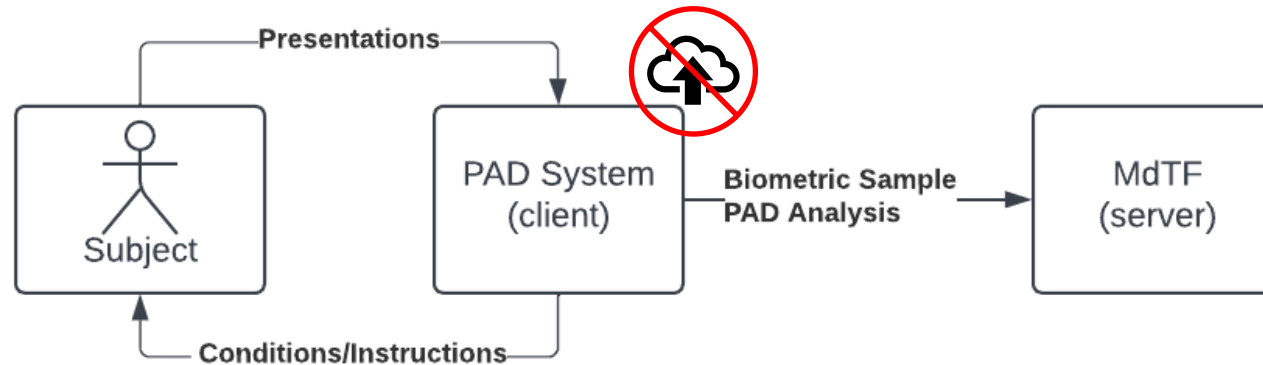 Presentations
Subject
PAD System
(client)
Biometric Sample
PAD Analysis
MdTF
(server)
Conditions/Instructions